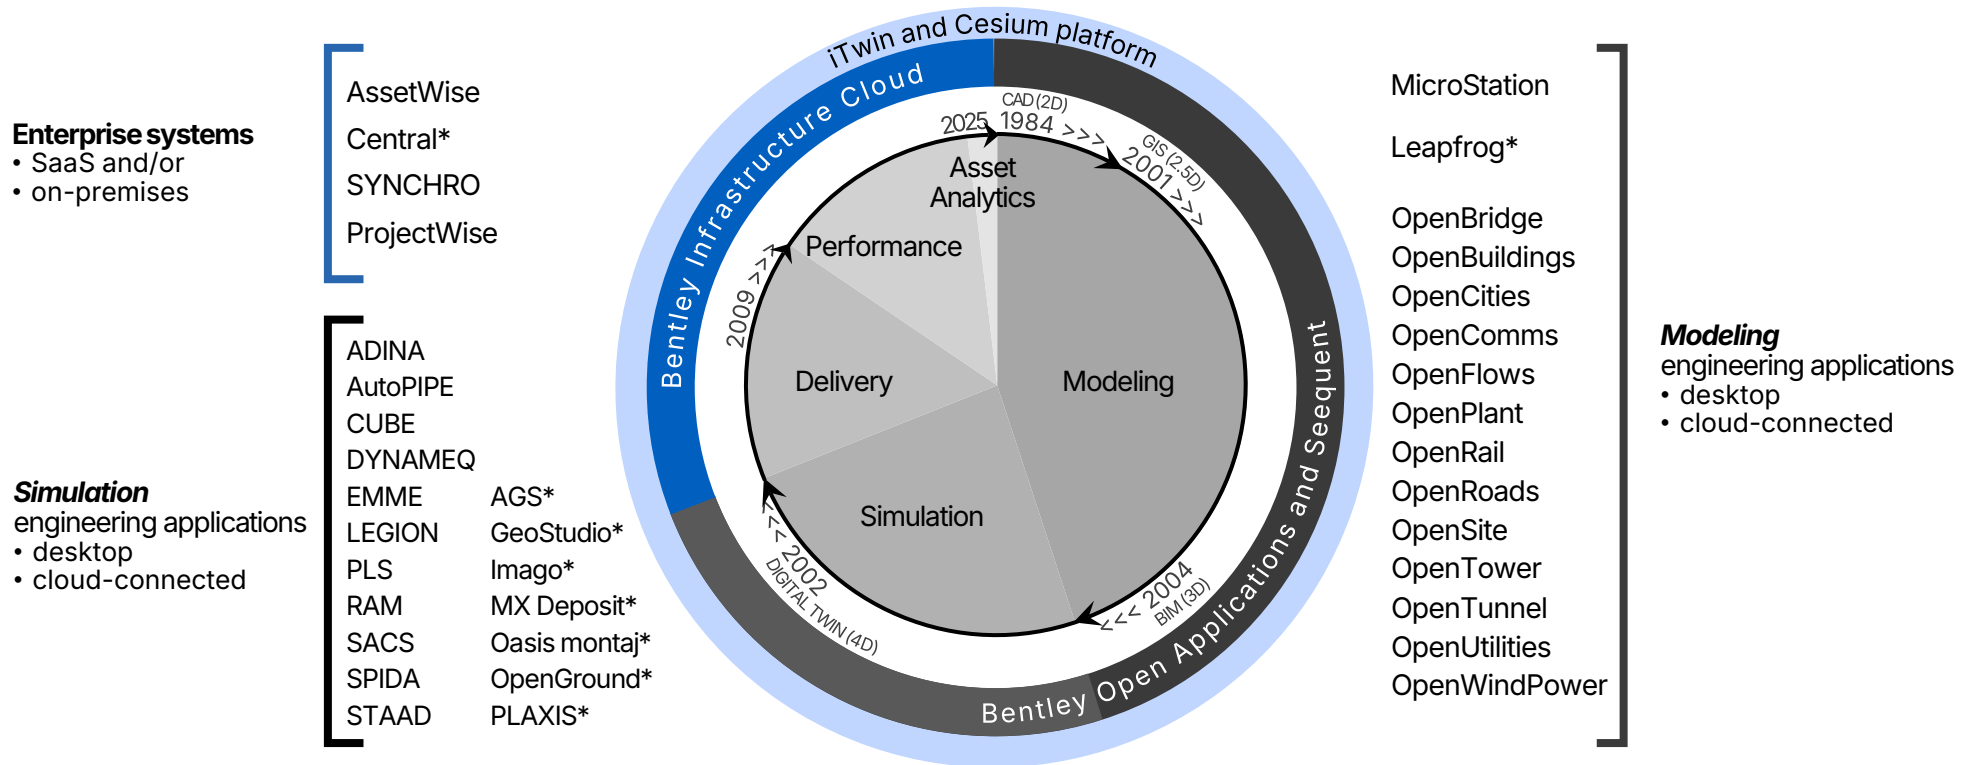 Enterprise systems
• SaaS and/or
• on-premises
AssetWise
Central*
SYNCHRO
ProjectWise
Simulation
engineering applications
• desktop
• cloud-connected
ADINA
AutoPIPE
CUBE
DYNAMEQ
EMME
LEGION
PLS
RAM
SACS
SPIDA
STAAD
AGS*
GeoStudio*
Imago*
MX Deposit*
Oasis montaj*
OpenGround*
PLAXIS*
iTwin and Cesium platform
Bentley Infrastructure Cloud
Bentley Open Applications and Seequent
CAD (2D)
1984 >>>
GIS (2.5D)
2001 >>>
<<< 2004
BIM (3D)
<<< 2002
DIGITAL TWIN (4D)
2009 >>>
2025
Asset
Analytics
Performance
Delivery
Modeling
Simulation
MicroStation
Leapfrog*
OpenBridge
OpenBuildings
OpenCities
OpenComms
OpenFlows
OpenPlant
OpenRail
OpenRoads
OpenSite
OpenTower
OpenTunnel
OpenUtilities
OpenWindPower
Modeling
engineering applications
• desktop
• cloud-connected